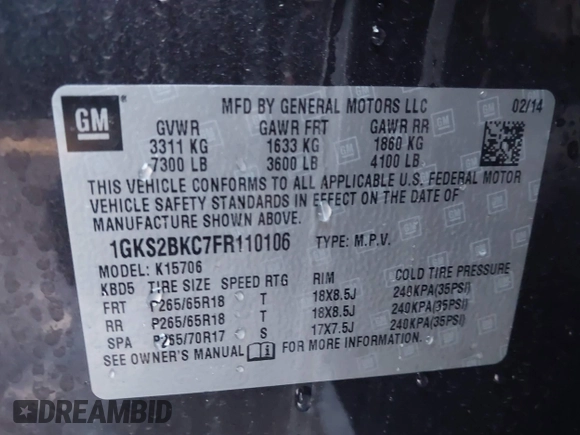 GM
MFD BY GENERAL MOTORS LLC 02/14
GVWR GAWR FRT GAWR RR
3311 KG 1633 KG 1860 KG
7300 LB 3600 LB 4100 LB
THIS VEHICLE CONFORMS TO ALL APPLICABLE U.S. FEDERAL MOTOR
VEHICLE SAFETY STANDARDS IN EFFECT ON THE DATE OF
MANUFACTURE SHOWN ABOVE.
1GKS2BKC7FR110106 TYPE: M.P.V.
MODEL: K15706
KBD5 TIRE SIZE SPEED RTG RIM COLD TIRE PRESSURE
FRT P265/65R18 T 18X8.5J 240KPA(35PSI)
RR P265/65R18 T 18X8.5J 240KPA(35PSI)
SPA P265/70R17 S 17X7.5J 240KPA(35PSI)
SEE OWNER'S MANUAL FOR MORE INFORMATION.
DREAMBID